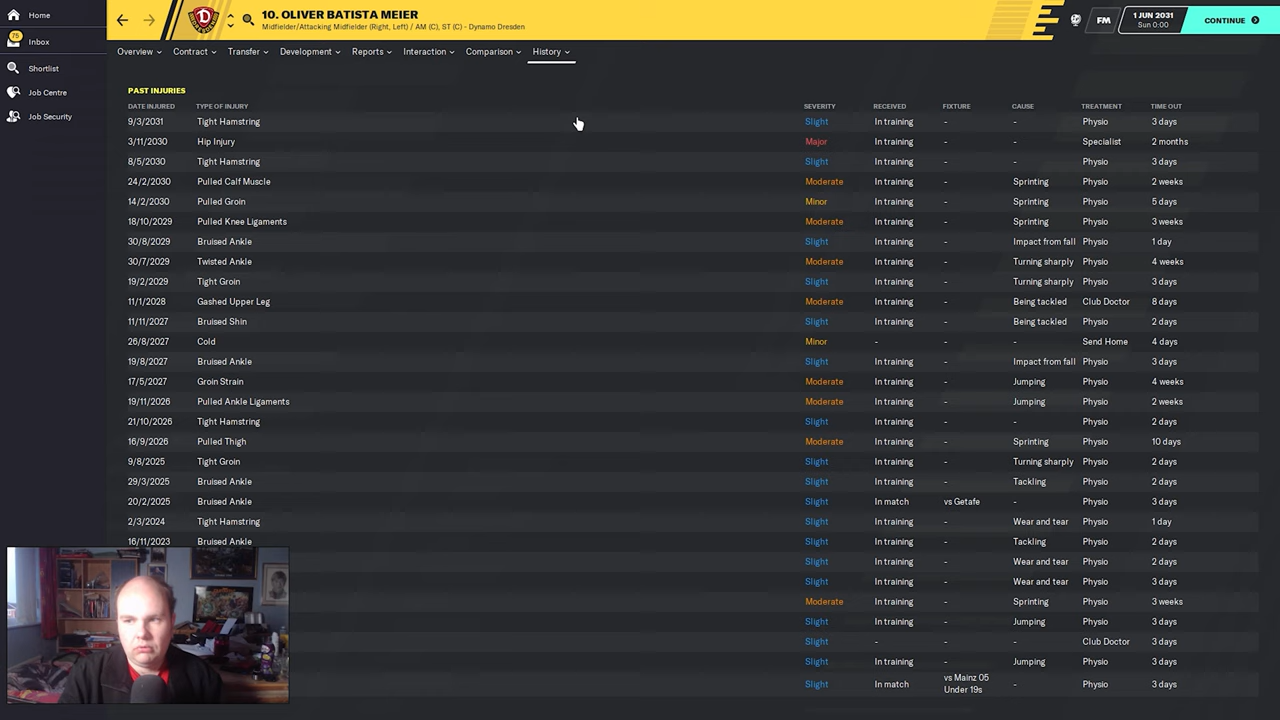 Home
75
Inbox
Shortlist
Job Centre
Job Security
10. OLIVER BATISTA MEIER
Midfielder/Attacking Midfielder (Right, Left) / AM (C), ST (C) - Dynamo Dresden
FM
1 JUN 2031
Sun 0:00
CONTINUE
Overview Contract Transfer Development Reports Interaction Comparison History
PAST INJURIES
DATE INJURED TYPE OF INJURY SEVERITY RECEIVED FIXTURE CAUSE TREATMENT TIME OUT
9/3/2031 Tight Hamstring Slight In training - - Physio 3 days
3/11/2030 Hip Injury Major In training - - Specialist 2 months
8/5/2030 Tight Hamstring Slight In training - - Physio 3 days
24/2/2030 Pulled Calf Muscle Moderate In training - Sprinting Physio 2 weeks
14/2/2030 Pulled Groin Minor In training - Sprinting Physio 5 days
18/10/2029 Pulled Knee Ligaments Moderate In training - Sprinting Physio 3 weeks
30/8/2029 Bruised Ankle Slight In training - Impact from fall Physio 1 day
30/7/2029 Twisted Ankle Moderate In training - Turning sharply Physio 4 weeks
19/2/2029 Tight Groin Slight In training - Turning sharply Physio 3 days
11/1/2028 Gashed Upper Leg Moderate In training - Being tackled Club Doctor 8 days
11/11/2027 Bruised Shin Slight In training - Being tackled Physio 2 days
26/8/2027 Cold Minor - - - Send Home 4 days
19/8/2027 Bruised Ankle Slight In training - Impact from fall Physio 3 days
17/5/2027 Groin Strain Moderate In training - Jumping Physio 4 weeks
19/11/2026 Pulled Ankle Ligaments Moderate In training - Jumping Physio 2 weeks
21/10/2026 Tight Hamstring Slight In training - - Physio 2 days
16/9/2026 Pulled Thigh Moderate In training - Sprinting Physio 10 days
9/8/2025 Tight Groin Slight In training - Turning sharply Physio 2 days
29/3/2025 Bruised Ankle Slight In training - Tackling Physio 2 days
20/2/2025 Bruised Ankle Slight In match vs Getafe - Physio 3 days
2/3/2024 Tight Hamstring Slight In training - Wear and tear Physio 1 day
16/11/2023 Bruised Ankle Slight In training - Tackling Physio 2 days
Slight In training - Wear and tear Physio 2 days
Slight In training - Wear and tear Physio 3 days
Moderate In training - Sprinting Physio 3 weeks
Slight In training - Jumping Physio 3 days
Slight - - - Club Doctor 3 days
Slight In training - Jumping Physio 3 days
Slight In match vs Mainz 05 Under 19s - Physio 3 days